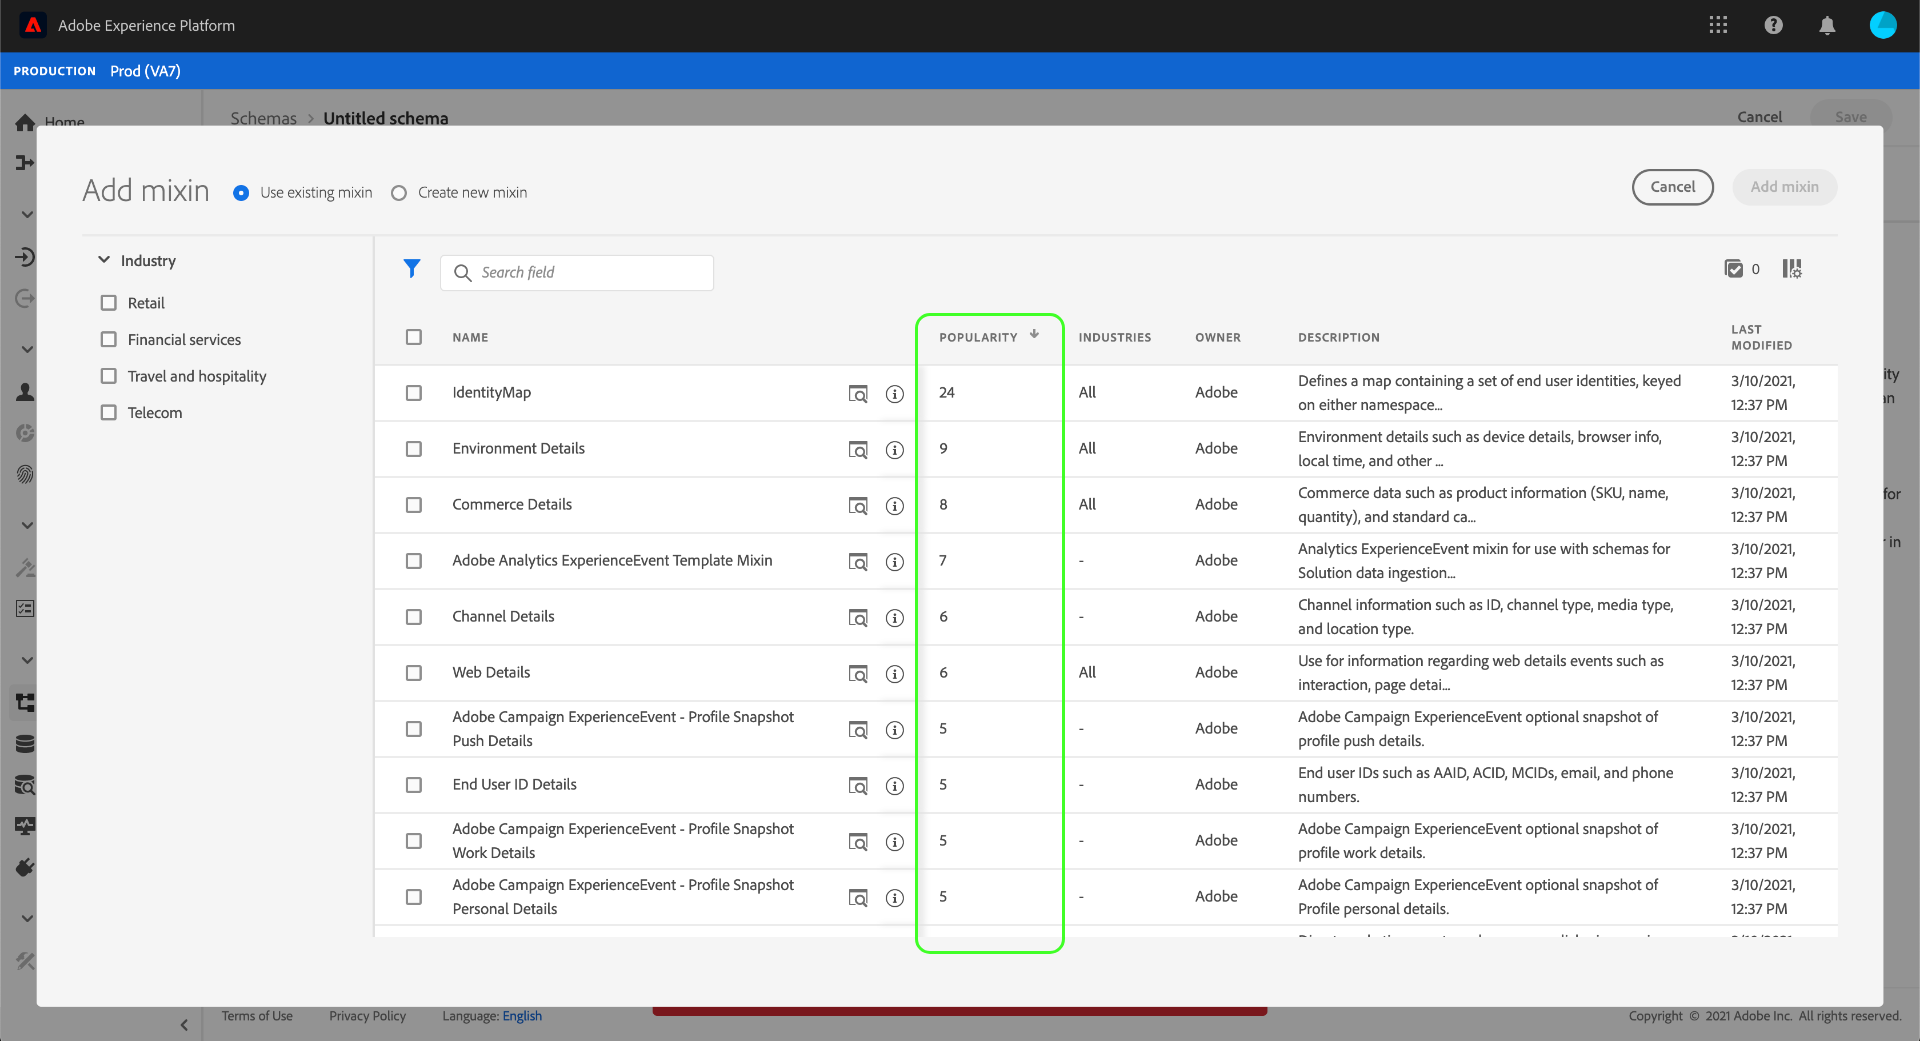 Adobe Experience Platform
PRODUCTION Prod (VA7)
Home
Schemas > Untitled schema
Cancel Save
Add mixin Use existing mixin Create new mixin
Cancel Add mixin
Industry
Retail
Financial services
Travel and hospitality
Telecom
Search field
0
NAME POPULARITY INDUSTRIES OWNER DESCRIPTION LAST MODIFIED
IdentityMap 24 All Adobe Defines a map containing a set of end user identities, keyed on either namespace... 3/10/2021, 12:37 PM
Environment Details 9 All Adobe Environment details such as device details, browser info, local time, and other ... 3/10/2021, 12:37 PM
Commerce Details 8 All Adobe Commerce data such as product information (SKU, name, quantity), and standard ca... 3/10/2021, 12:37 PM
Adobe Analytics ExperienceEvent Template Mixin 7 - Adobe Analytics ExperienceEvent mixin for use with schemas for Solution data ingestion... 3/10/2021, 12:37 PM
Channel Details 6 - Adobe Channel information such as ID, channel type, media type, and location type. 3/10/2021, 12:37 PM
Web Details 6 All Adobe Use for information regarding web details events such as interaction, page detai... 3/10/2021, 12:37 PM
Adobe Campaign ExperienceEvent - Profile Snapshot Push Details 5 - Adobe Adobe Campaign ExperienceEvent optional snapshot of profile push details. 3/10/2021, 12:37 PM
End User ID Details 5 - Adobe End user IDs such as AAID, ACID, MCIDs, email, and phone numbers. 3/10/2021, 12:37 PM
Adobe Campaign ExperienceEvent - Profile Snapshot Work Details 5 - Adobe Adobe Campaign ExperienceEvent optional snapshot of profile work details. 3/10/2021, 12:37 PM
Adobe Campaign ExperienceEvent - Profile Snapshot Personal Details 5 - Adobe Adobe Campaign ExperienceEvent optional snapshot of Profile personal details. 3/10/2021, 12:37 PM
ity
an
for
in
Terms of Use Privacy Policy Language: English
Copyright © 2021 Adobe Inc. All rights reserved.